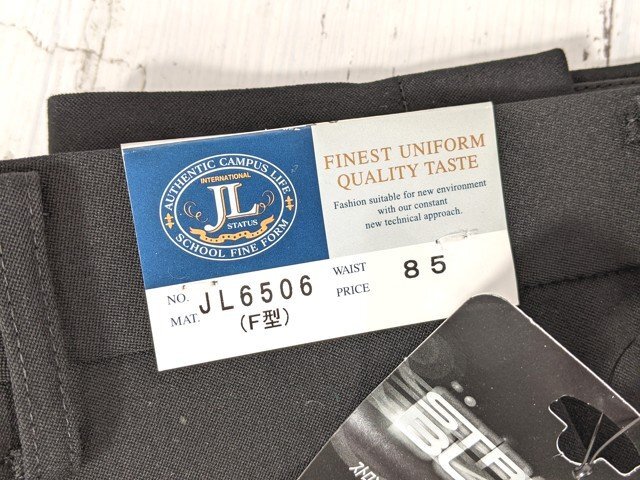 AUTHENTIC CAMPUS LIFE
INTERNATIONAL
JL
STATUS
SCHOOL FINE FORM
FINEST UNIFORM
QUALITY TASTE
Fashion suitable for new environment
with our constant
new technical approach.
NO. JL6506
MAT. (F型)
WAIST 85
PRICE